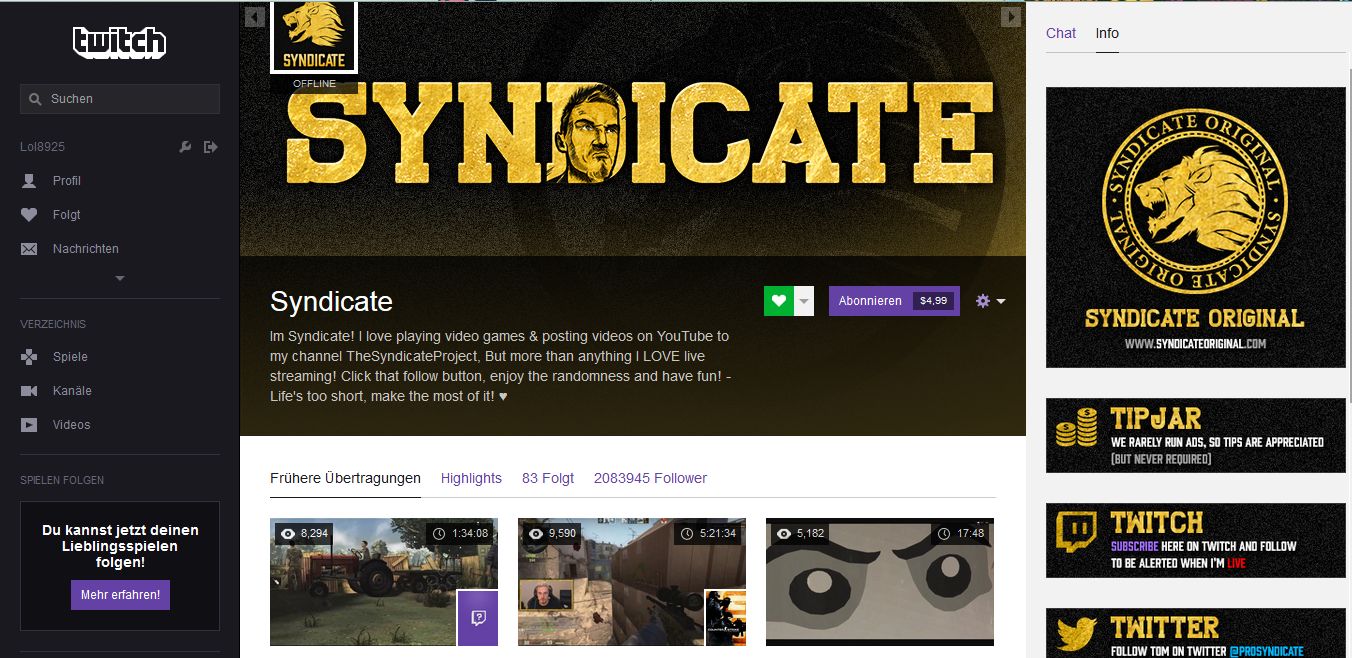 twitch
Suchen
Lol8925
Profil
Folgt
Nachrichten
VERZEICHNIS
Spiele
Kanäle
Videos
SPIELEN FOLGEN
Du kannst jetzt deinen
Lieblingsspielen
folgen!
Mehr erfahren!
SYNDICATE
OFFLINE
SYNDICATE
Syndicate
Abonnieren $4,99
Im Syndicate! I love playing video games & posting videos on YouTube to
my channel TheSyndicateProject, But more than anything I LOVE live
streaming! Click that follow button, enjoy the randomness and have fun! -
Life's too short, make the most of it! ♥
Frühere Übertragungen Highlights 83 Folgt 2083945 Follower
8,294 1:34:08
9,590 5:21:34
COUNTER STRIKE
5,182 17:48
Chat Info
SYNDICATE ORIGINAL · SYNDICATE ORIGINAL ·
SYNDICATE ORIGINAL
WWW.SYNDICATEORIGINAL.COM
TIPJAR
WE RARELY RUN ADS, SO TIPS ARE APPRECIATED
(BUT NEVER REQUIRED)
TWITCH
SUBSCRIBE HERE ON TWITCH AND FOLLOW
TO BE ALERTED WHEN I'M LIVE
TWITTER
FOLLOW TOM ON TWITTER @PROSYNDICATE